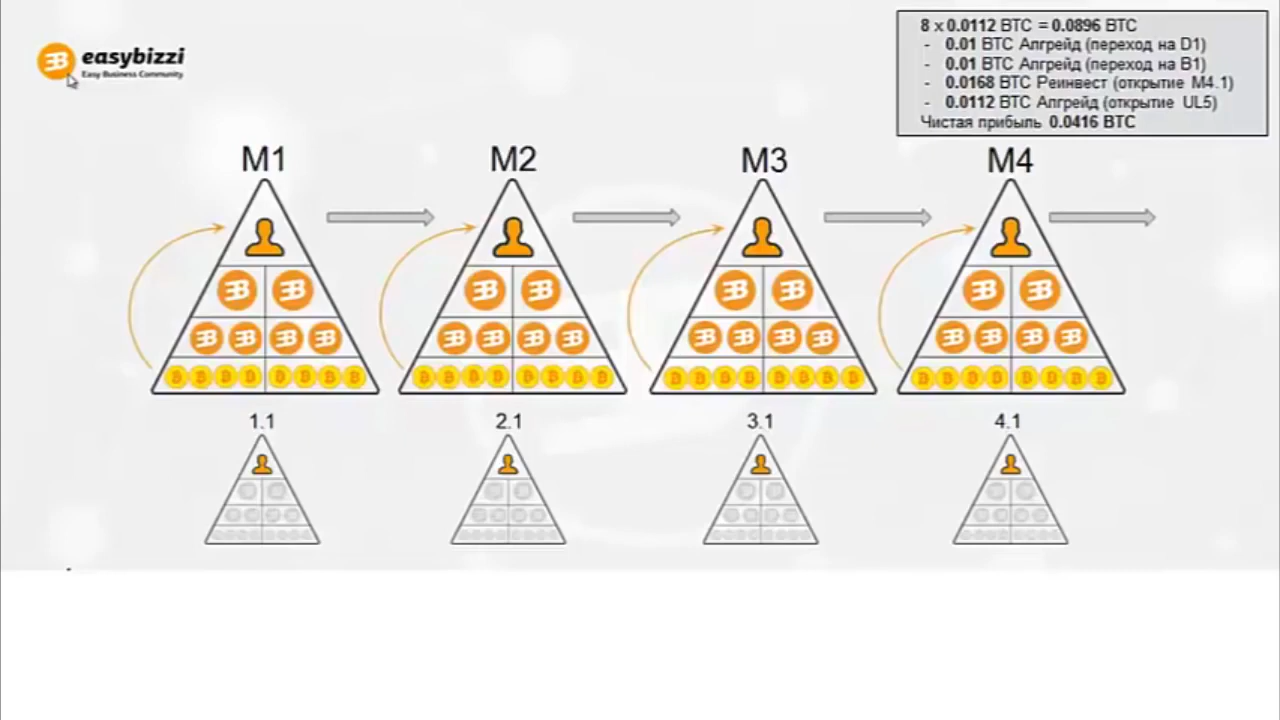 easybizzi
Easy Business Community
8 x 0.0112 BTC = 0.0896 BTC
- 0.01 BTC Апгрейд (переход на D1)
- 0.01 BTC Апгрейд (переход на B1)
- 0.0168 BTC Реинвест (открытие M4.1)
- 0.0112 BTC Апгрейд (открытие UL5)
Чистая прибыль 0.0416 BTC
M1
M2
M3
M4
1.1
2.1
3.1
4.1